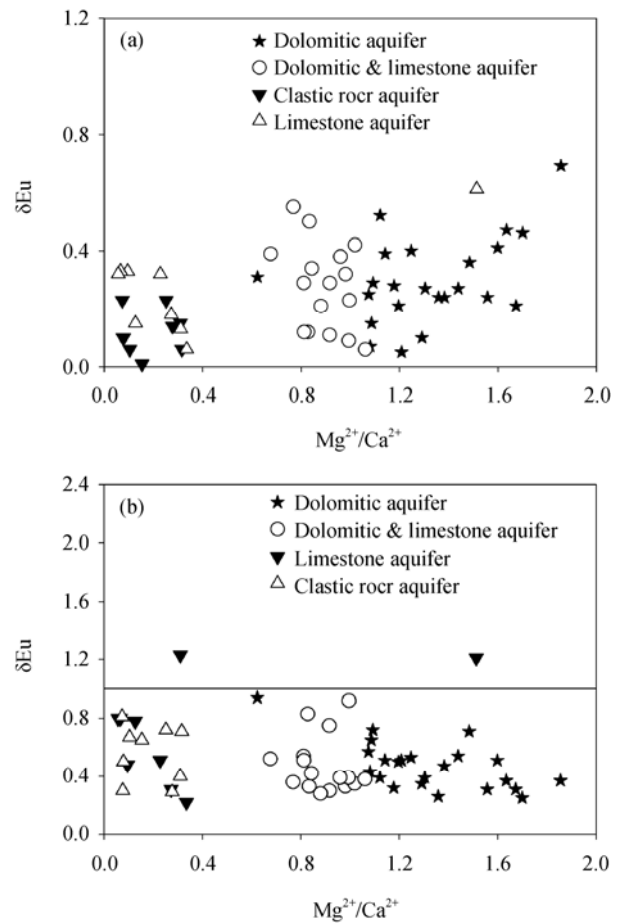 1.2
(a)
Dolomitic aquifer
Dolomitic & limestone aquifer
Clastic rocr aquifer
Limestone aquifer
0.8
δEu
0.4
0.0
0.0 0.4 0.8 1.2 1.6 2.0
Mg²⁺/Ca²⁺
2.4
(b)
Dolomitic aquifer
Dolomitic & limestone aquifer
Limestone aquifer
Clastic rocr aquifer
2.0
1.6
δEu
1.2
0.8
0.4
0.0
0.0 0.4 0.8 1.2 1.6 2.0
Mg²⁺/Ca²⁺